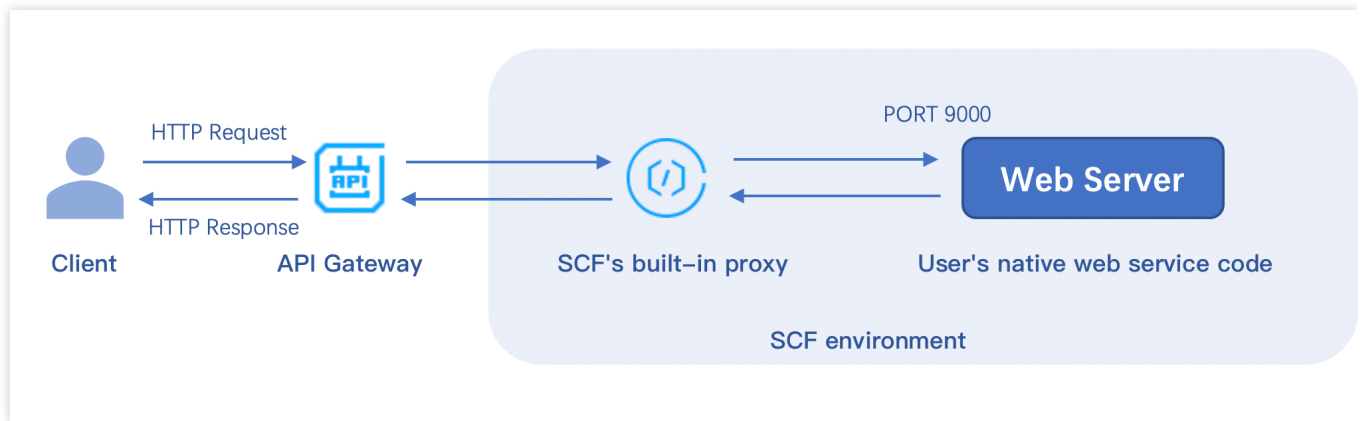 PORT 9000
HTTP Request
API
Web Server
HTTP Response
Client
API Gateway
SCF's built-in proxy
User's native web service code
SCF environment